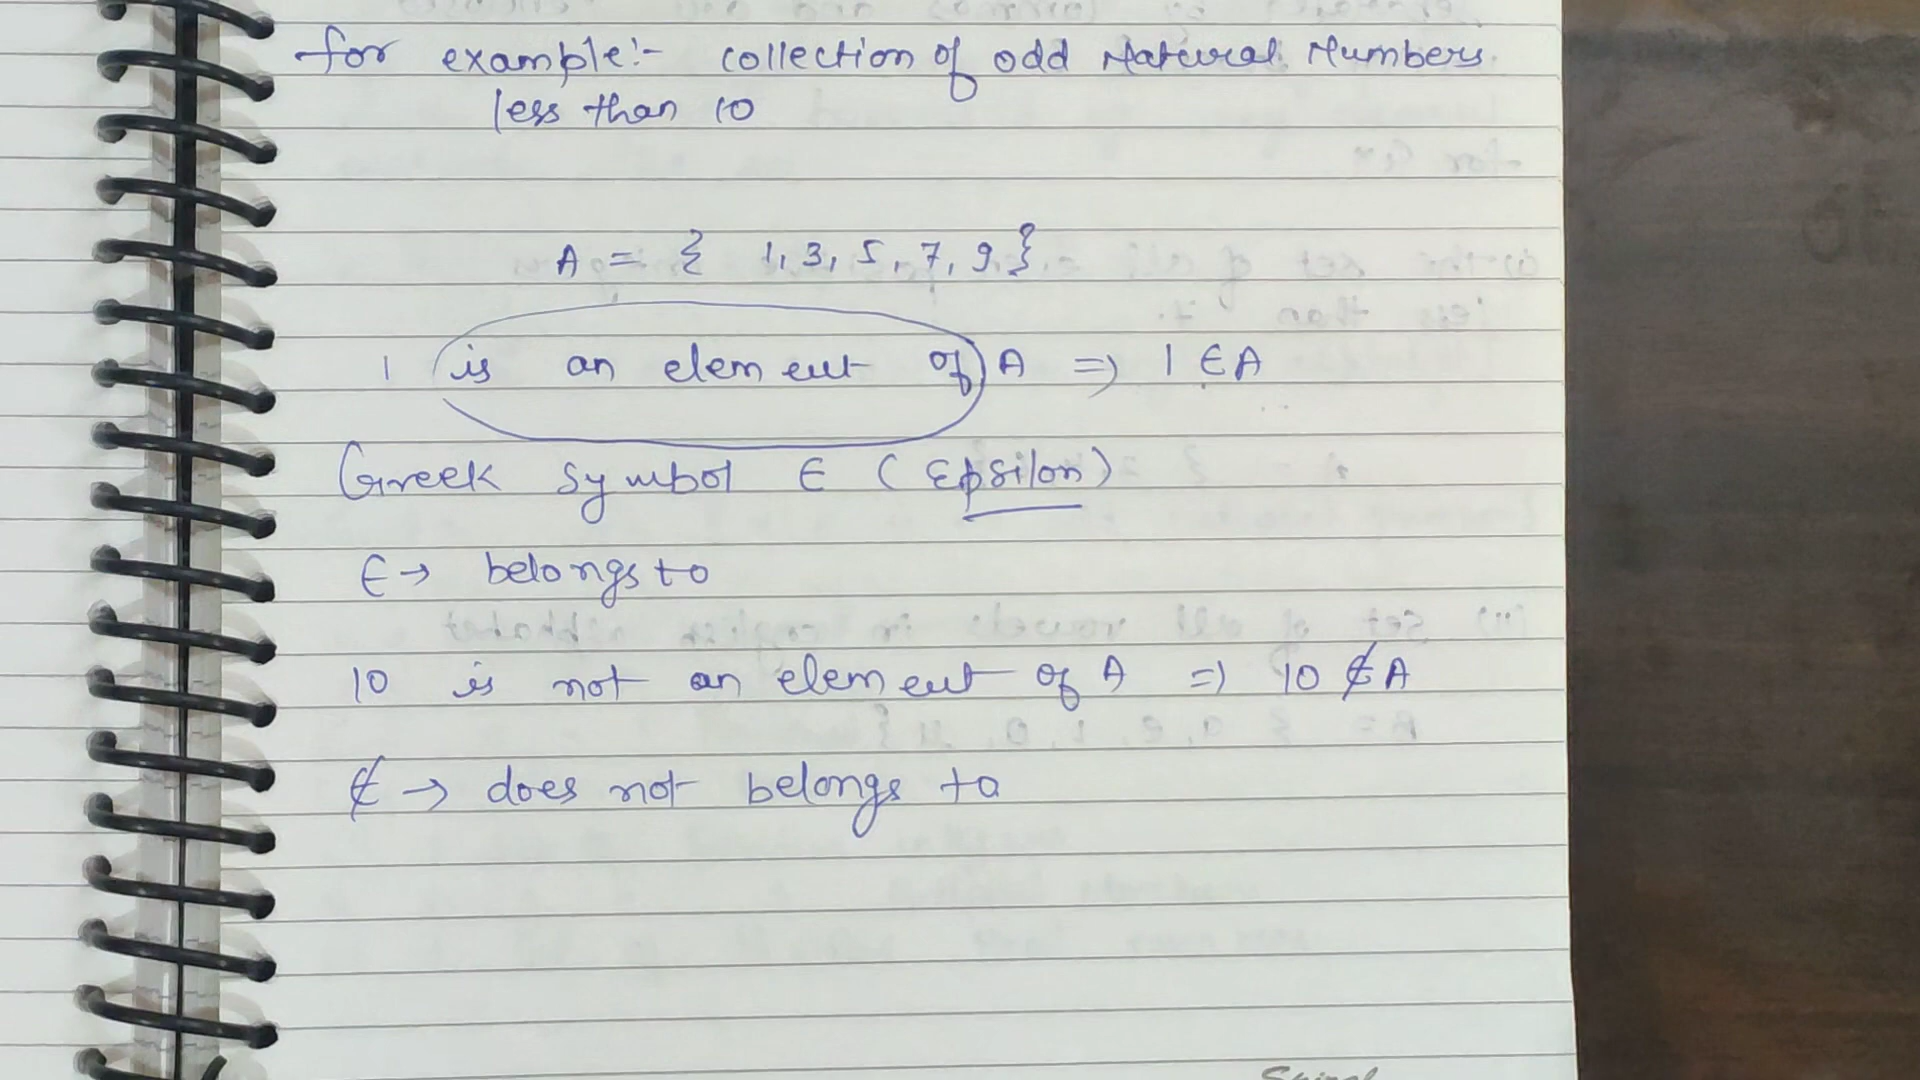 for example:- collection of odd Natural Numbers
less than 10
A = { 1, 3, 5, 7, 9 }
1 is an element of A => 1 ∈ A
Greek symbol ∈ ( Epsilon )
∈ → belongs to
10 is not an element of A => 10 ∉ A
∉ → does not belongs to
Spiral